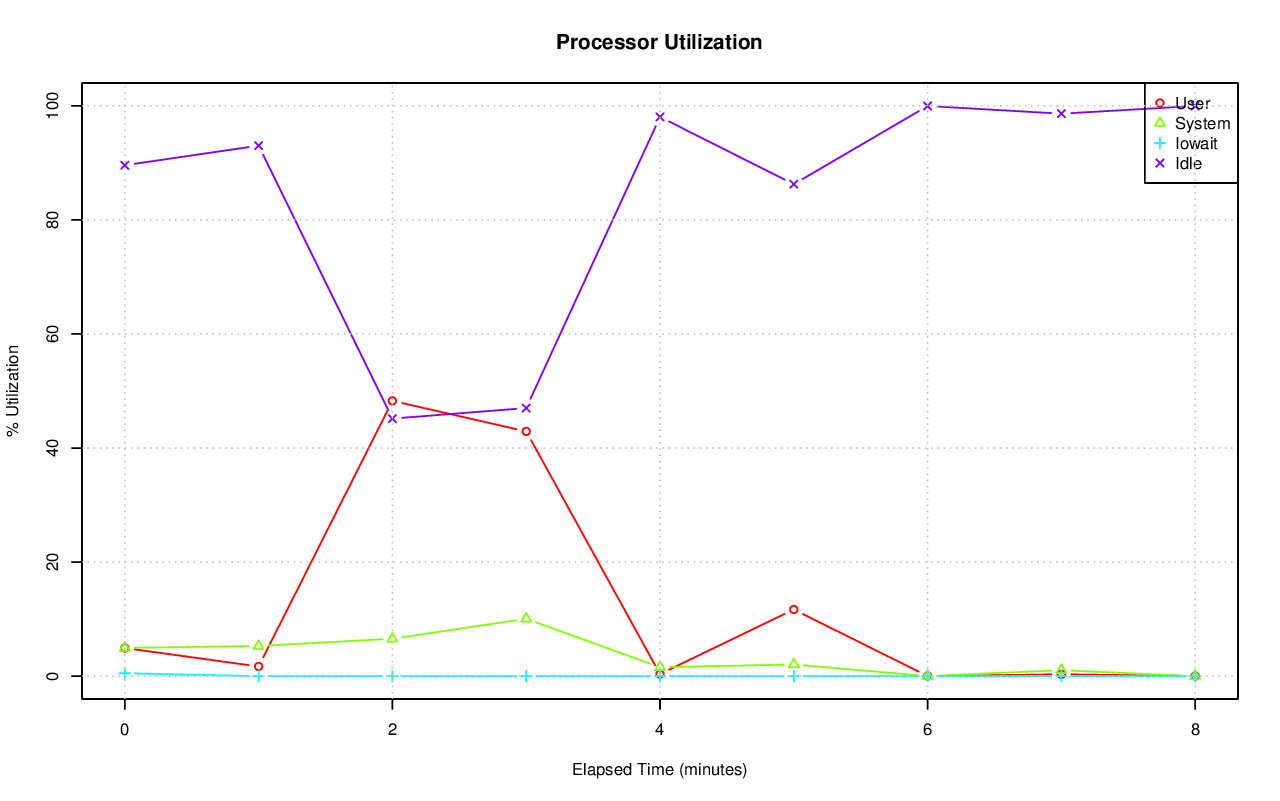 Processor Utilization
% Utilization
100
80
60
40
20
0
User
System
Iowait
Idle
0 2 4 6 8
Elapsed Time (minutes)